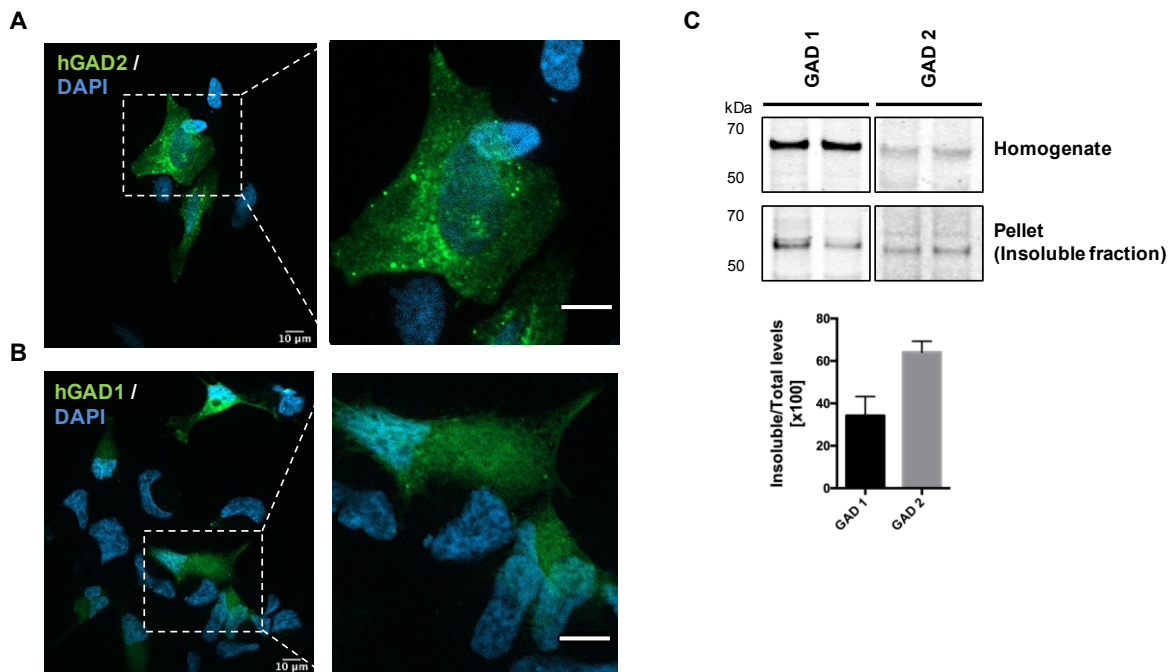 A
hGAD2 /
DAPI
10 µm
B
hGAD1 /
DAPI
10 µm
C
GAD 1
GAD 2
kDa
70
50
Homogenate
70
50
Pellet
(Insoluble fraction)
Insoluble/Total levels
[x100]
80
60
40
20
0
GAD 1
GAD 2